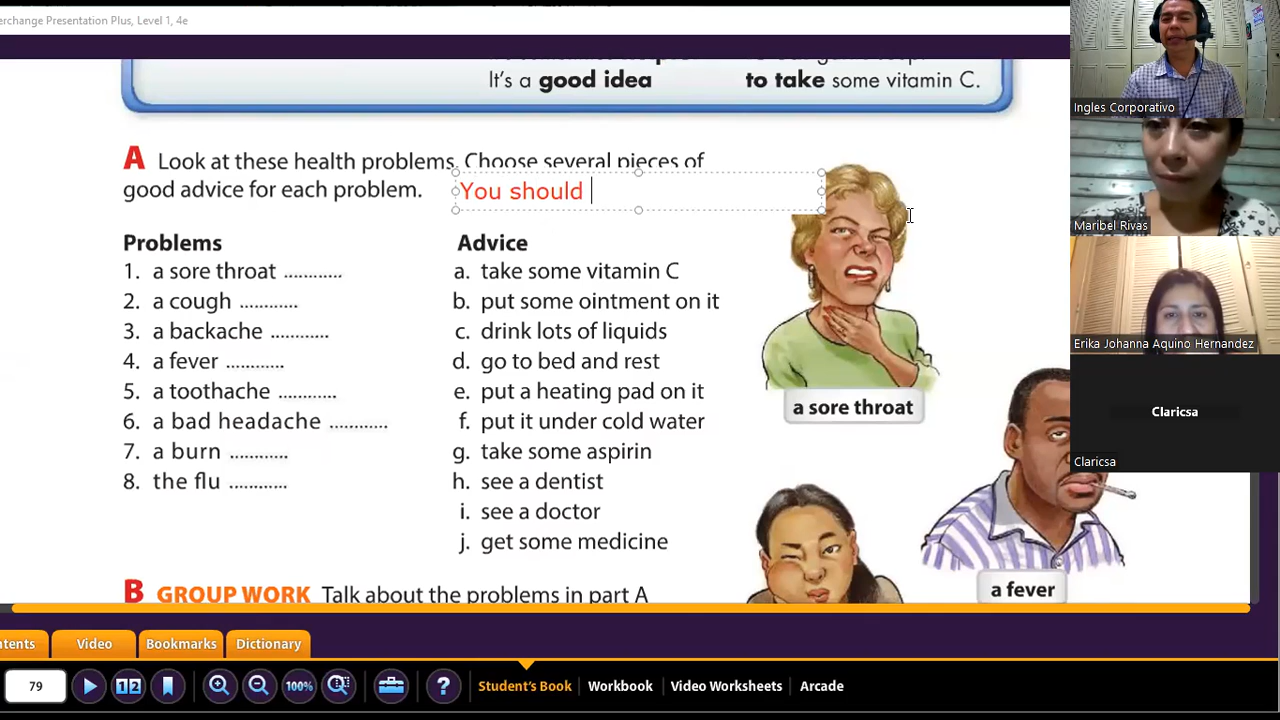 erchange Presentation Plus, Level 1, 4e
It's a good idea to take some vitamin C.
A Look at these health problems. Choose several pieces of
good advice for each problem.
You should
Problems
1. a sore throat ............
2. a cough ............
3. a backache ............
4. a fever ............
5. a toothache ............
6. a bad headache ............
7. a burn ............
8. the flu ............
Advice
a. take some vitamin C
b. put some ointment on it
c. drink lots of liquids
d. go to bed and rest
e. put a heating pad on it
f. put it under cold water
g. take some aspirin
h. see a dentist
i. see a doctor
j. get some medicine
a sore throat
a fever
B GROUP WORK Talk about the problems in part A
Ingles Corporativo
Maribel Rivas
Erika Johanna Aquino Hernandez
Claricsa
Claricsa
ntents Video Bookmarks Dictionary
79 1 2 100% ? Student's Book Workbook Video Worksheets Arcade